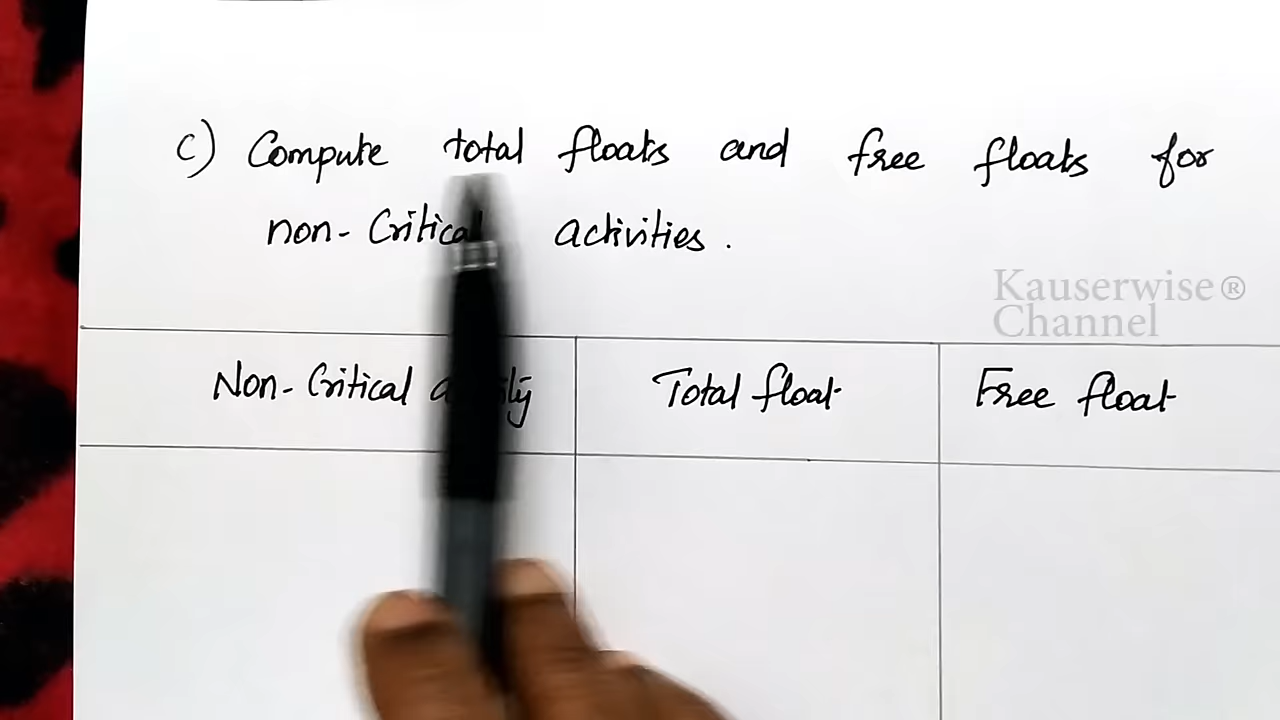 C) Compute total floats and free floats for
non-Critical activities.
Kauserwise®
Channel
Non-Critical Total float Free float